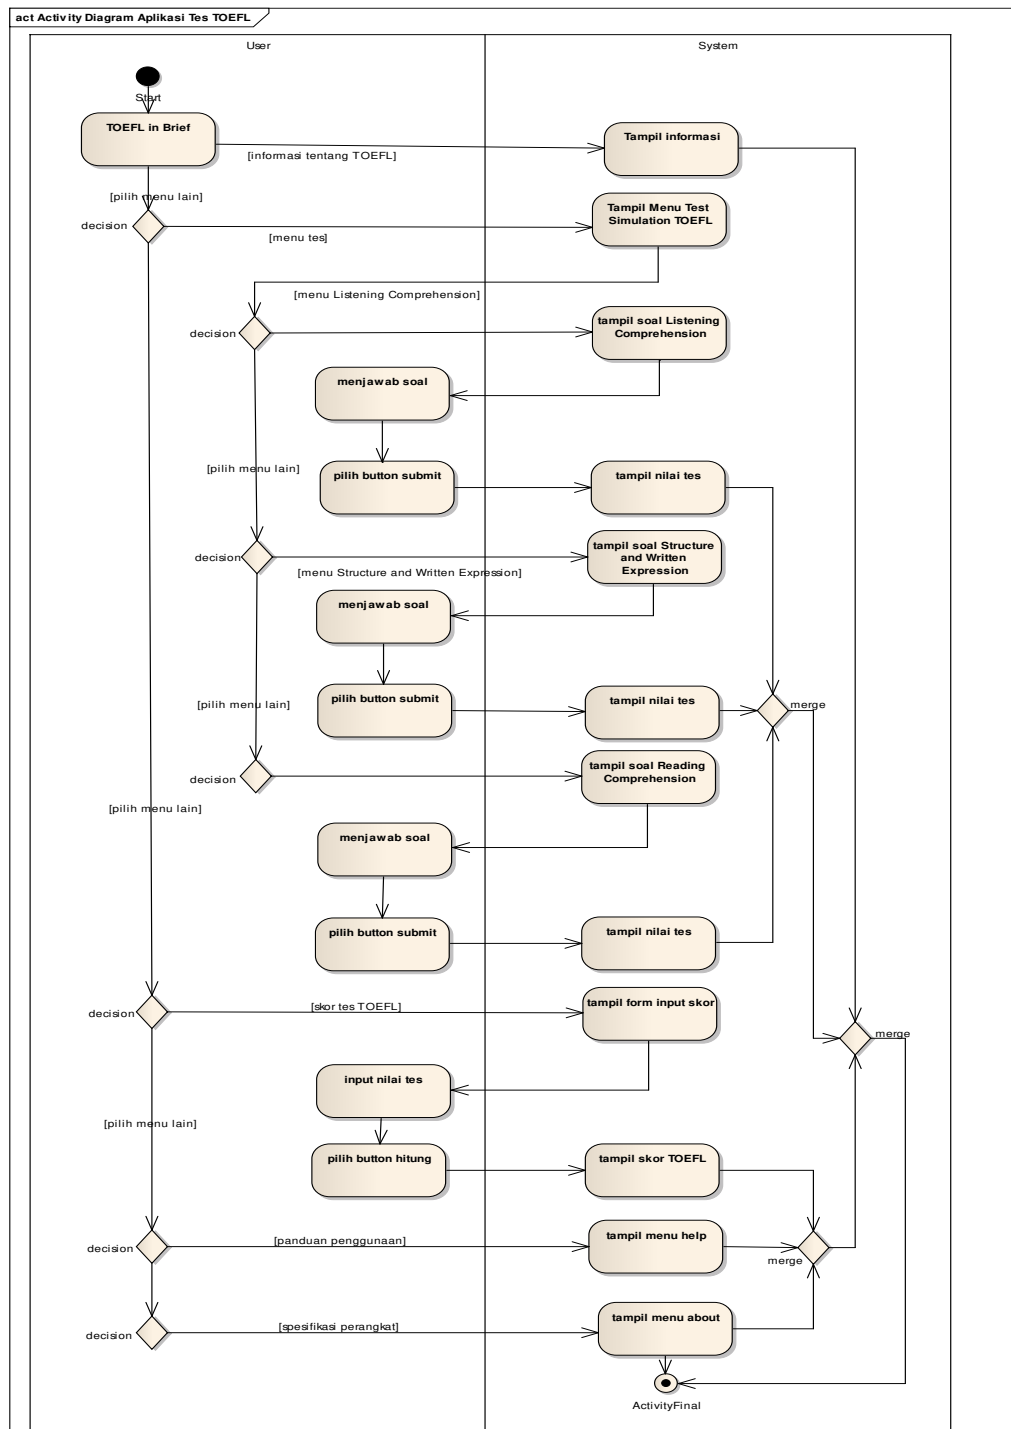 act Activity Diagram Aplikasi Tes TOEFL
User
System
Start
TOEFL in Brief
[informasi tentang TOEFL]
Tampil informasi
[pilih menu lain]
decision
[menu tes]
Tampil Menu Test
Simulation TOEFL
[menu Listening Comprehension]
decision
tampil soal Listening
Comprehension
menjawab soal
[pilih menu lain]
pilih button submit
tampil nilai tes
decision
tampil soal Structure
and Written
Expression
[menu Structure and Written Expression]
menjawab soal
[pilih menu lain]
pilih button submit
tampil nilai tes
merge
decision
tampil soal Reading
Comprehension
[pilih menu lain]
menjawab soal
pilih button submit
tampil nilai tes
decision
[skor tes TOEFL]
tampil form input skor
merge
input nilai tes
[pilih menu lain]
pilih button hitung
tampil skor TOEFL
decision
[panduan penggunaan]
tampil menu help
merge
decision
[spesifikasi perangkat]
tampil menu about
ActivityFinal